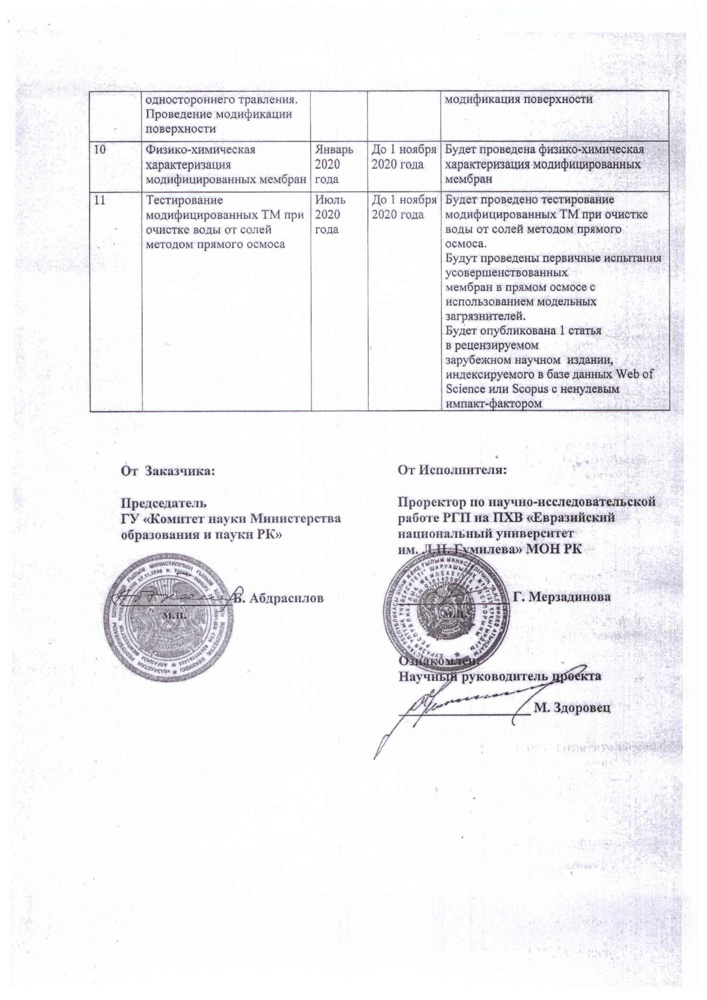 одностороннего травления.
Проведение модификации
поверхности
модификация поверхности
10
Физико-химическая
характеризация
модифицированных мембран
Январь
2020
года
До 1 ноября
2020 года
Будет проведена физико-химическая
характеризация модифицированных
мембран
11
Тестирование
модифицированных ТМ при
очистке воды от солей
методом прямого осмоса
Июль
2020
года
До 1 ноября
2020 года
Будет проведено тестирование
модифицированных ТМ при очистке
воды от солей методом прямого
осмоса.
Будут проведены первичные испытания
усовершенствованных
мембран в прямом осмосе с
использованием модельных
загрязнителей.
Будет опубликована 1 статья
в рецензируемом
зарубежном научном издании,
индексируемого в базе данных Web of
Science или Scopus с ненулевым
импакт-фактором
От Заказчика:
Председатель
ГУ «Комитет науки Министерства
образования и науки РК»
Б. Абдрасилов
м.п.
ҚАЗАҚСТАН
От Исполнителя:
Проректор по научно-исследовательской
работе РГП на ПХВ «Евразийский
национальный университет
им. Л.Н. Гумилева» МОН РК
Г. Мерзадинова
м.п.
Ознакомлен:
Научный руководитель проекта
М. Здоровец